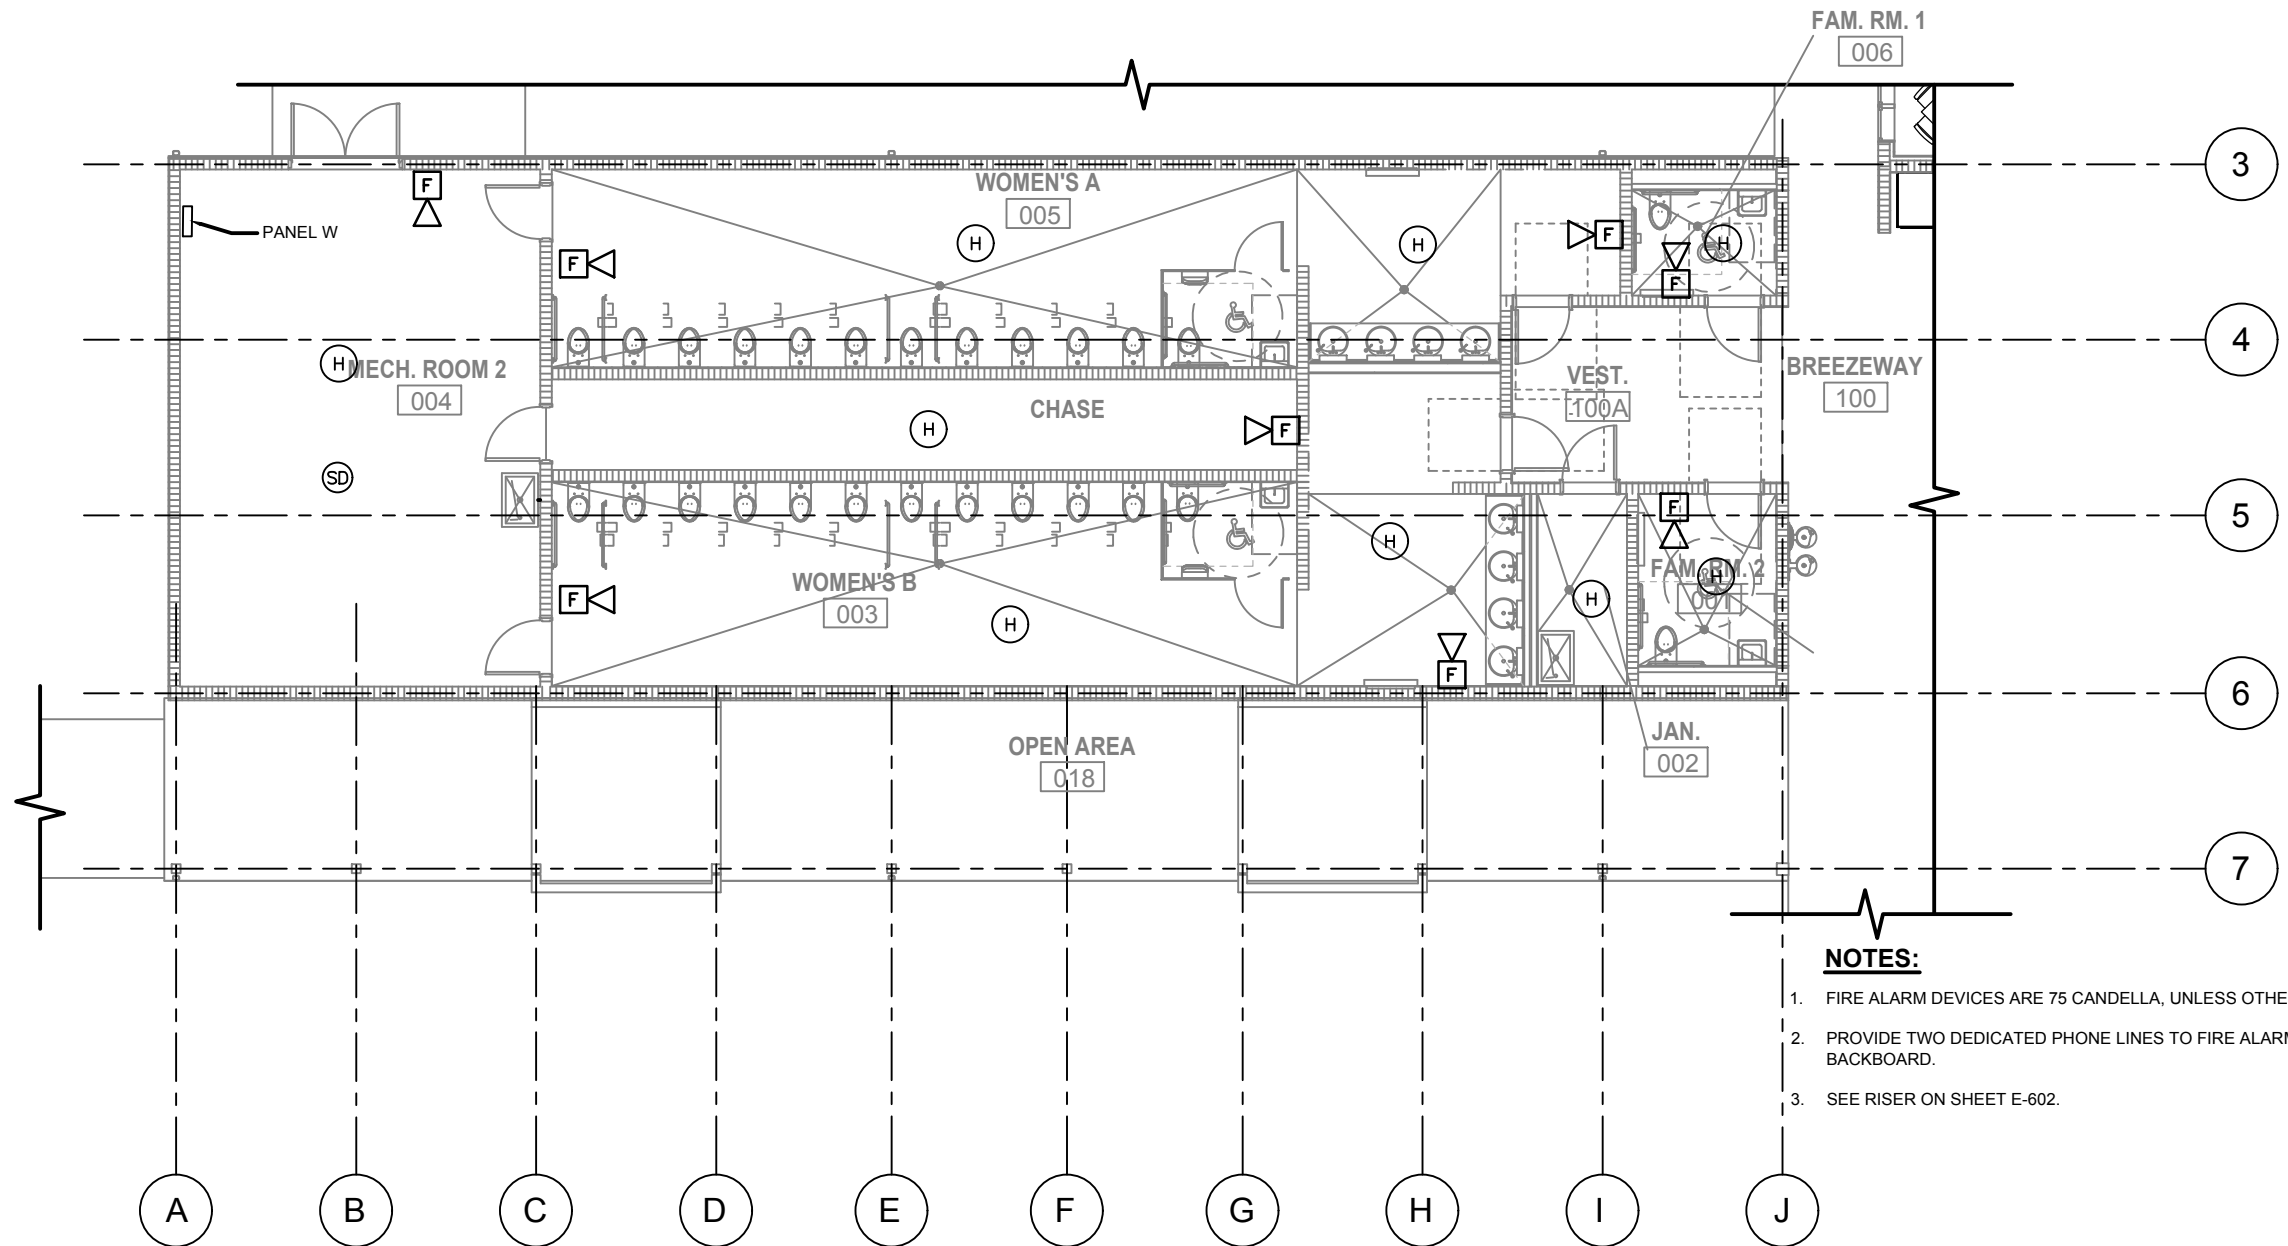 FAM. RM. 1
006
3
F
WOMEN'S A
005
PANEL W
H
H
F
F
H
F
4
H
MECH. ROOM 2
004
VEST.
100A
BREEZEWAY
100
CHASE
H
F
SD
F
5
H
WOMEN'S B
003
F
H
H
FAM. RM. 2
H
001
F
6
OPEN AREA
018
JAN.
002
7
NOTES:
1. FIRE ALARM DEVICES ARE 75 CANDELLA, UNLESS OTHE
2. PROVIDE TWO DEDICATED PHONE LINES TO FIRE ALARM
BACKBOARD.
3. SEE RISER ON SHEET E-602.
A B C D E F G H I J